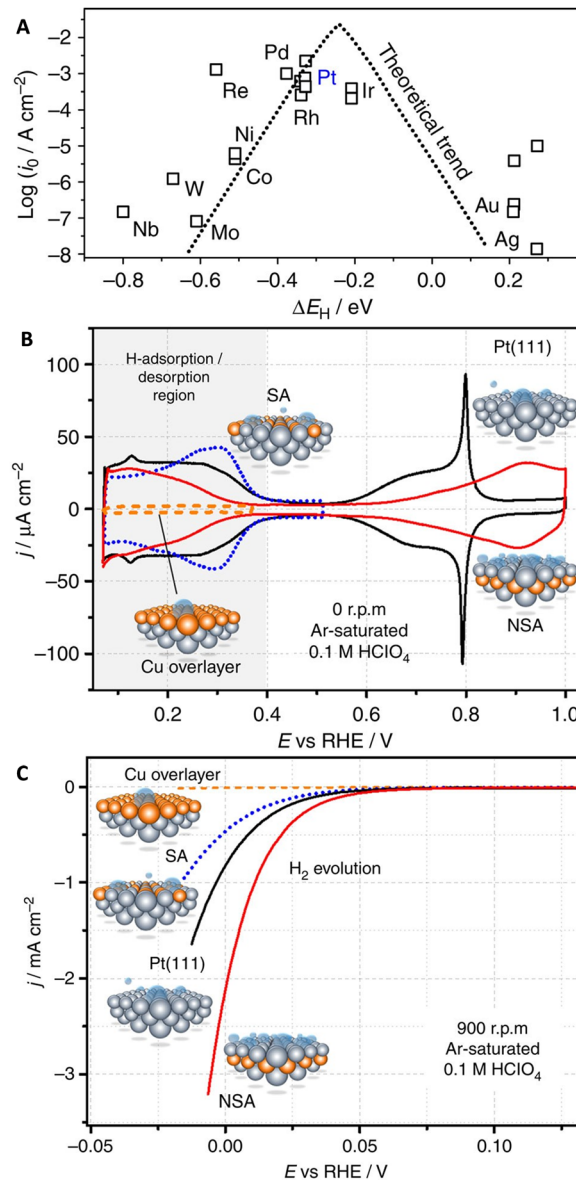 A
Log (i₀ / A cm⁻²)
−2
−3
−4
−5
−6
−7
−8
Pd
Re
Pt
Ir
Rh
Ni
Co
W
Nb
Mo
Au
Ag
Theoretical trend
−0.8 −0.6 −0.4 −0.2 0.0 0.2
ΔE_H / eV
B
j / μA cm⁻²
100
50
0
−50
−100
H-adsorption /
desorption
region
SA
Pt(111)
Cu overlayer
0 r.p.m
Ar-saturated
0.1 M HClO₄
NSA
0.2 0.4 0.6 0.8 1.0
E vs RHE / V
C
j / mA cm⁻²
0
−1
−2
−3
Cu overlayer
SA
H₂ evolution
Pt(111)
NSA
900 r.p.m
Ar-saturated
0.1 M HClO₄
−0.05 0.00 0.05 0.10
E vs RHE / V